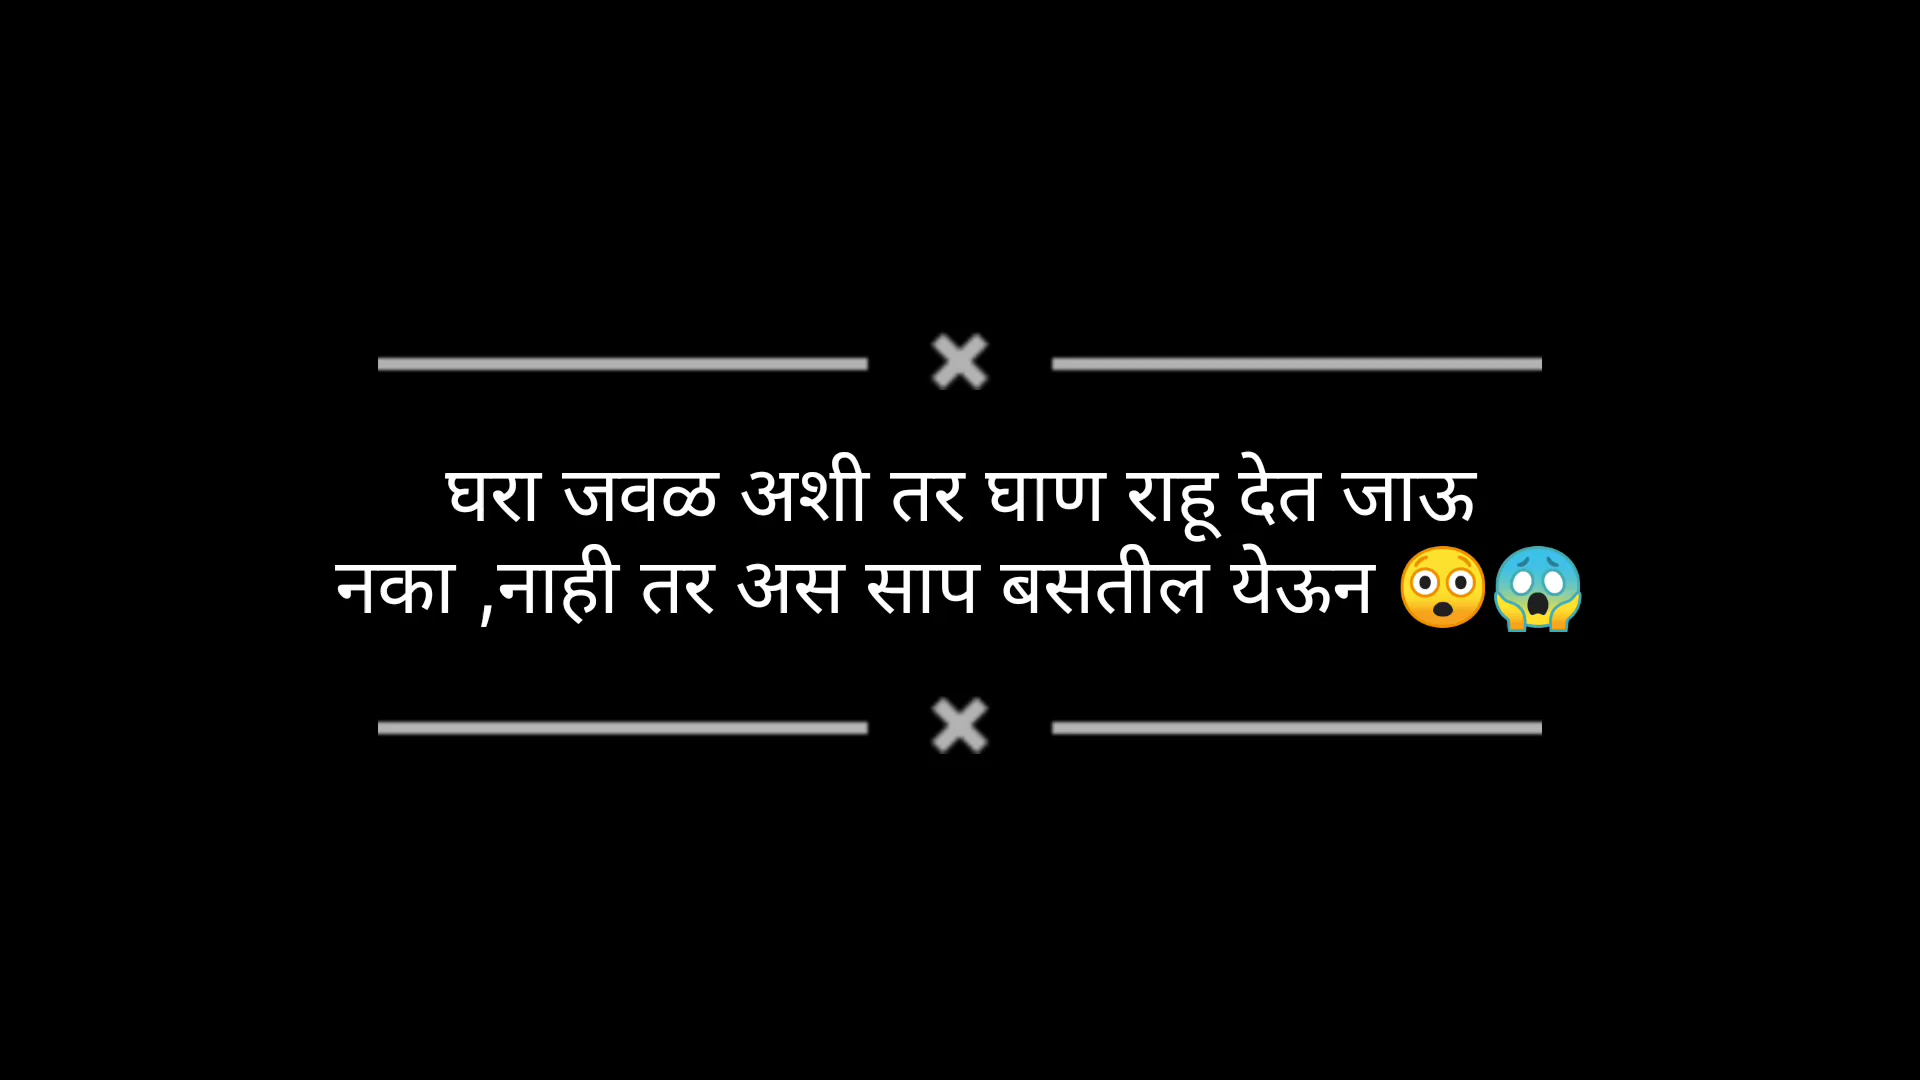 घरा जवळ अशी तर घाण राहू देत जाऊ
नका ,नाही तर अस साप बसतील येऊन 😳😱